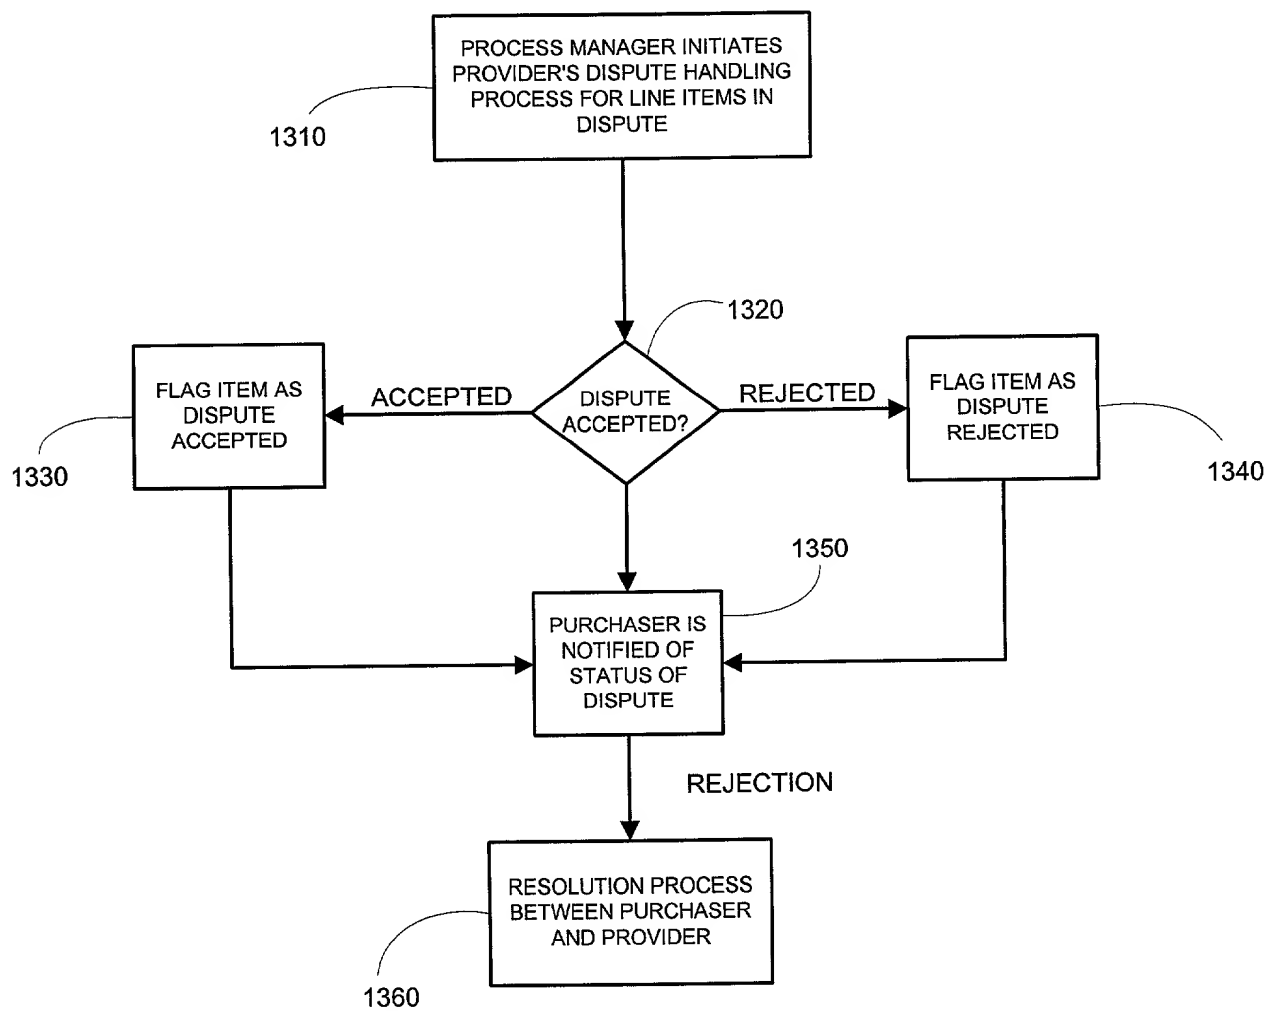 PROCESS MANAGER INITIATES
PROVIDER'S DISPUTE HANDLING
PROCESS FOR LINE ITEMS IN
DISPUTE
1310
1320
DISPUTE
ACCEPTED?
ACCEPTED
REJECTED
FLAG ITEM AS
DISPUTE
ACCEPTED
1330
FLAG ITEM AS
DISPUTE
REJECTED
1340
1350
PURCHASER IS
NOTIFIED OF
STATUS OF
DISPUTE
REJECTION
RESOLUTION PROCESS
BETWEEN PURCHASER
AND PROVIDER
1360